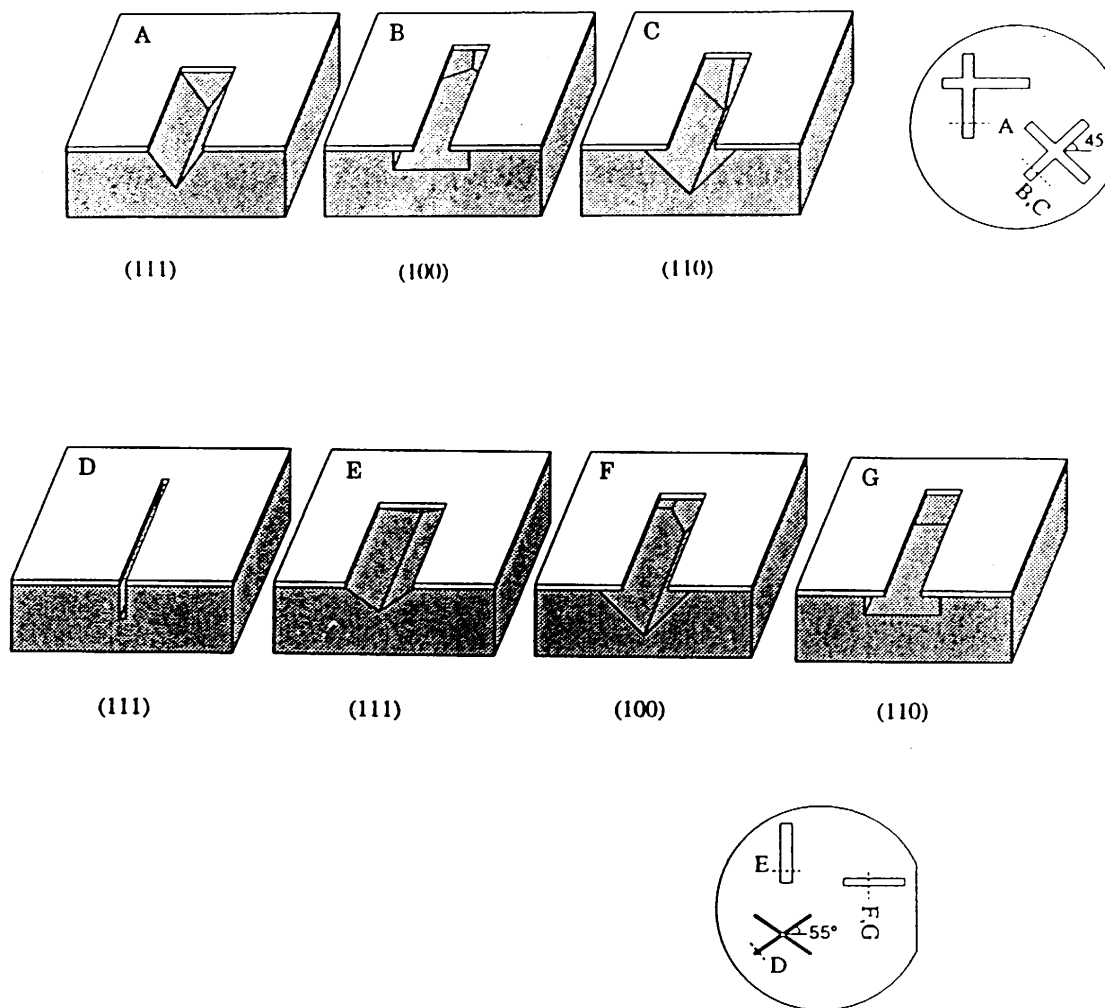 A
B
C
A
45
B,C
(111)
(100)
(110)
D
E
F
G
(111)
(111)
(100)
(110)
E
F,G
55°
D